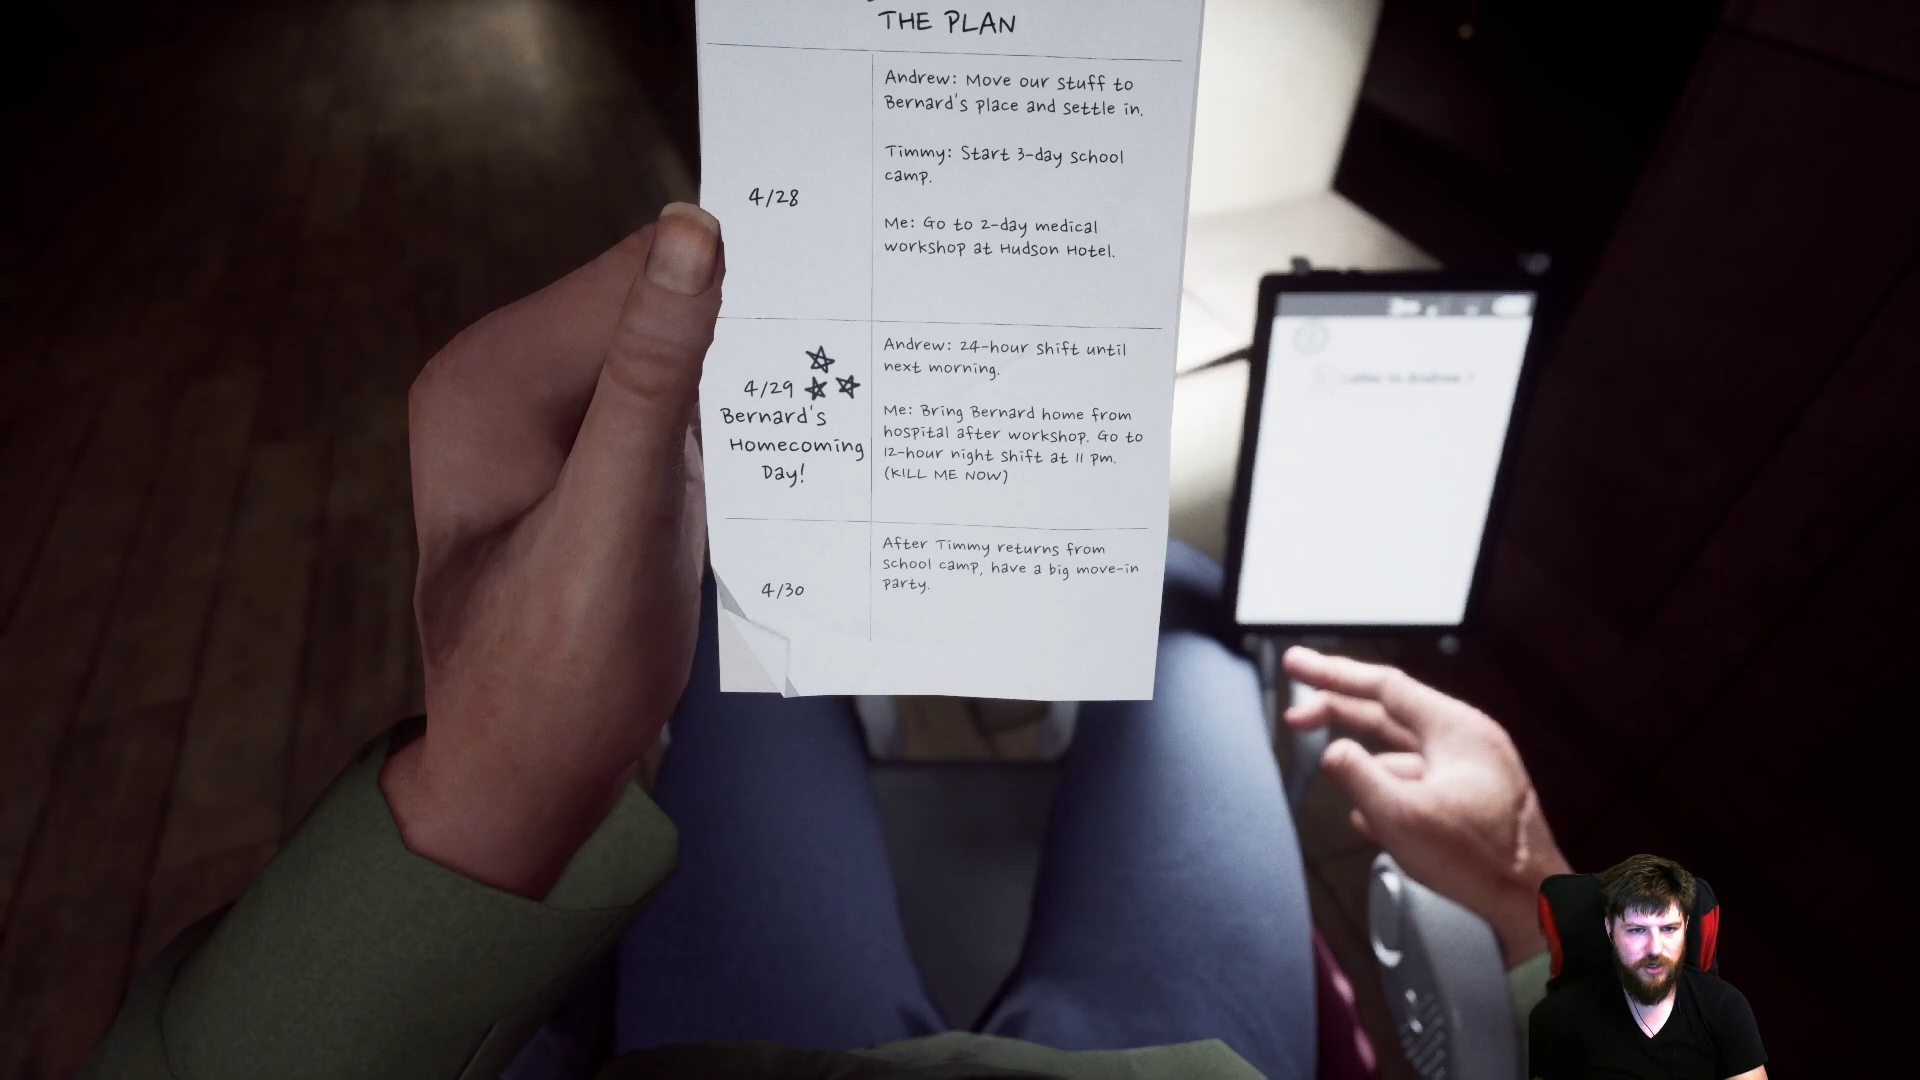 THE PLAN
4/28
Andrew: Move our stuff to
Bernard's place and settle in.
Timmy: Start 3-day school
camp.
Me: Go to 2-day medical
workshop at Hudson Hotel.
4/29
Bernard's
Homecoming
Day!
Andrew: 24-hour shift until
next morning.
Me: Bring Bernard home from
hospital after workshop. Go to
12-hour night shift at 11 pm.
(KILL ME NOW)
4/30
After Timmy returns from
school camp, have a big move-in
party.
Letter to Andrew